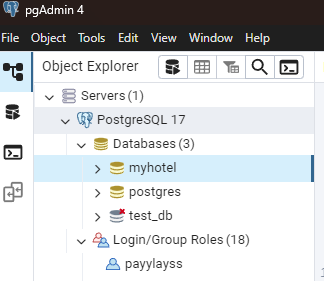 pgAdmin 4
File Object Tools Edit View Window Help
Object Explorer
Servers (1)
PostgreSQL 17
Databases (3)
myhotel
postgres
test_db
Login/Group Roles (18)
payylayss